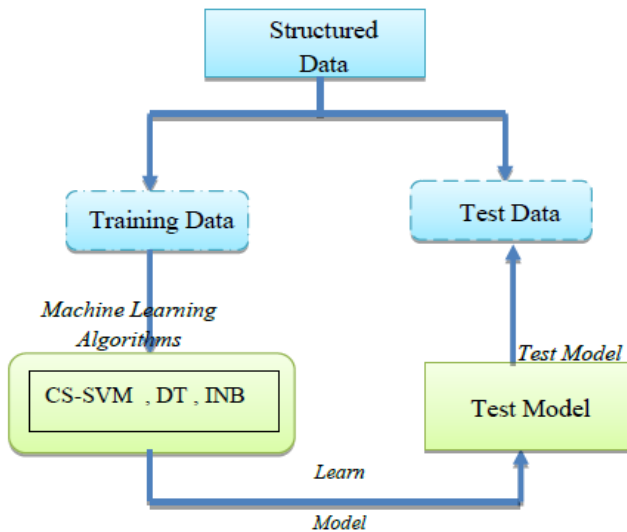 Structured
Data
Training Data
Test Data
Machine Learning
Algorithms
CS-SVM , DT , INB
Test Model
Test Model
Learn
Model